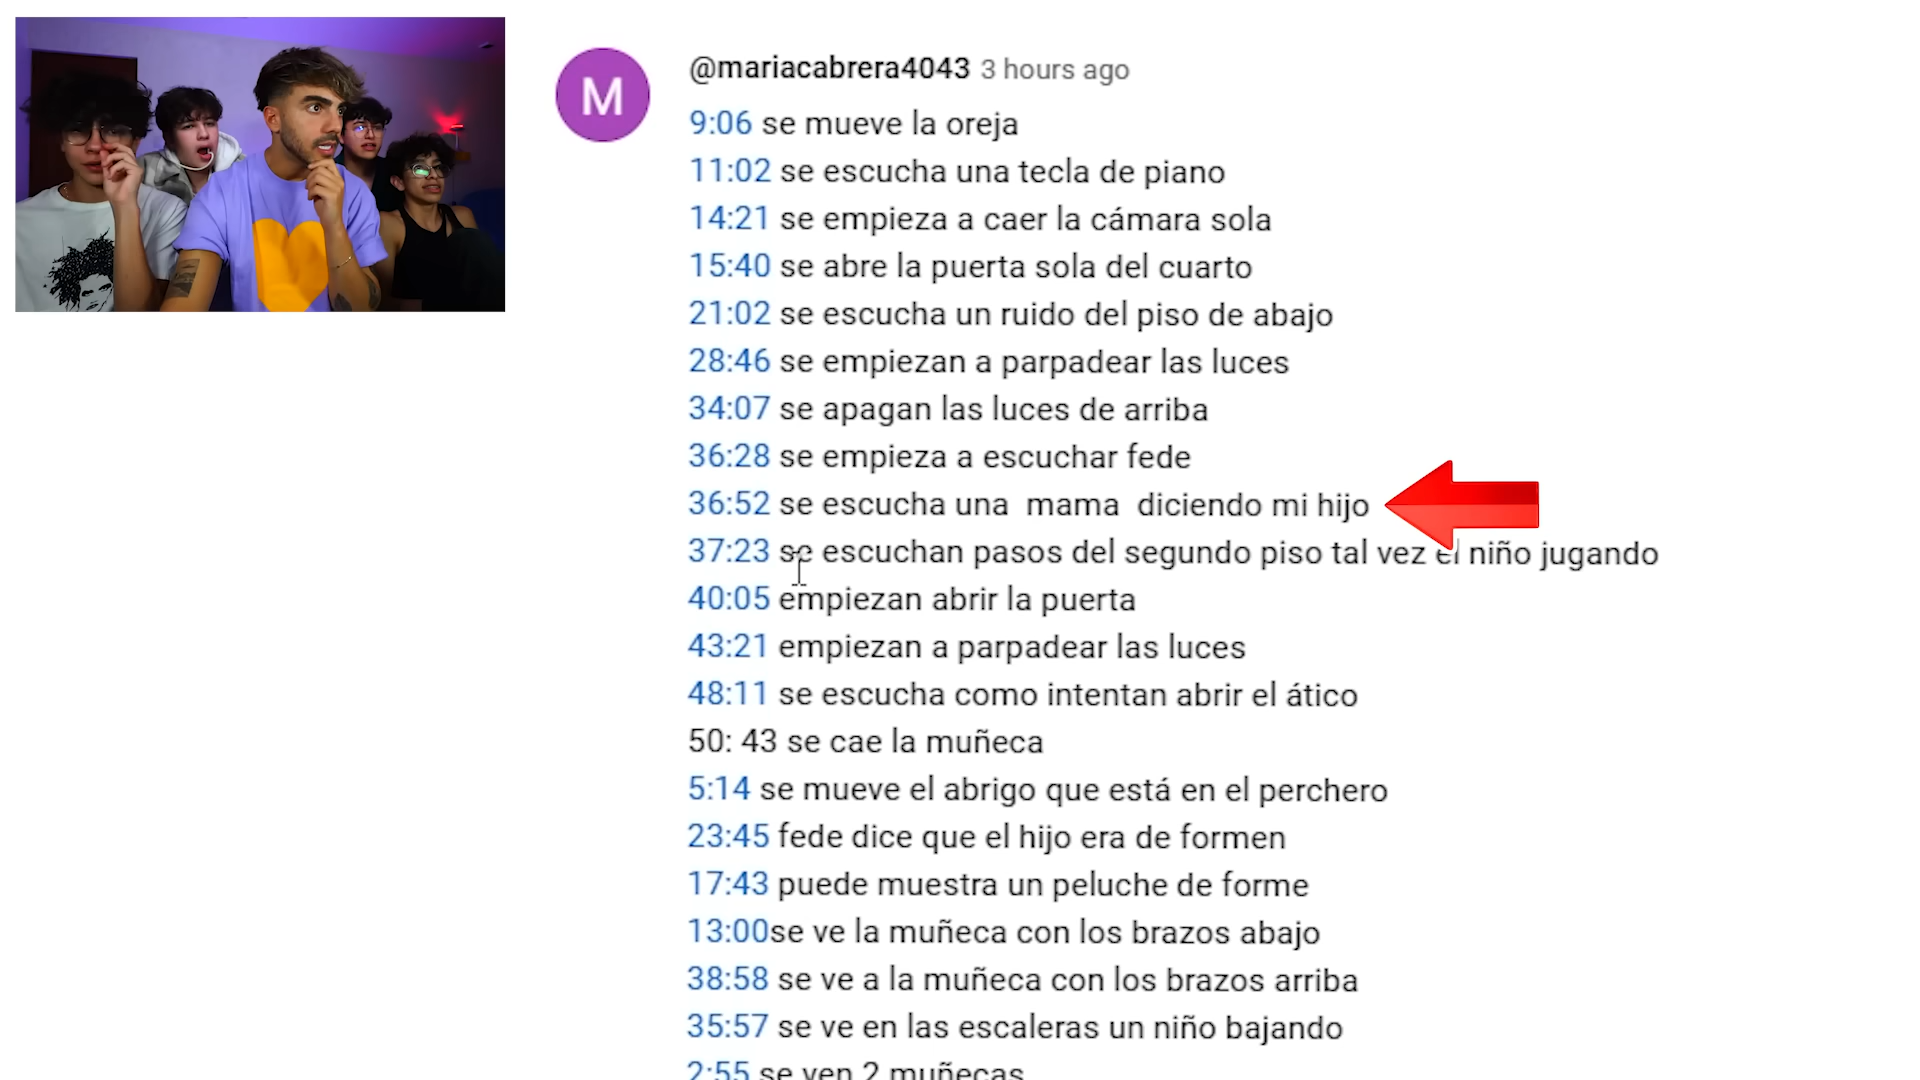 M
@mariacabrera4043 3 hours ago
9:06 se mueve la oreja
11:02 se escucha una tecla de piano
14:21 se empieza a caer la cámara sola
15:40 se abre la puerta sola del cuarto
21:02 se escucha un ruido del piso de abajo
28:46 se empiezan a parpadear las luces
34:07 se apagan las luces de arriba
36:28 se empieza a escuchar fede
36:52 se escucha una mama diciendo mi hijo
37:23 se escuchan pasos del segundo piso tal vez el niño jugando
40:05 empiezan abrir la puerta
43:21 empiezan a parpadear las luces
48:11 se escucha como intentan abrir el ático
50: 43 se cae la muñeca
5:14 se mueve el abrigo que está en el perchero
23:45 fede dice que el hijo era de formen
17:43 puede muestra un peluche de forme
13:00se ve la muñeca con los brazos abajo
38:58 se ve a la muñeca con los brazos arriba
35:57 se ve en las escaleras un niño bajando
2:55 se ven 2 muñecas